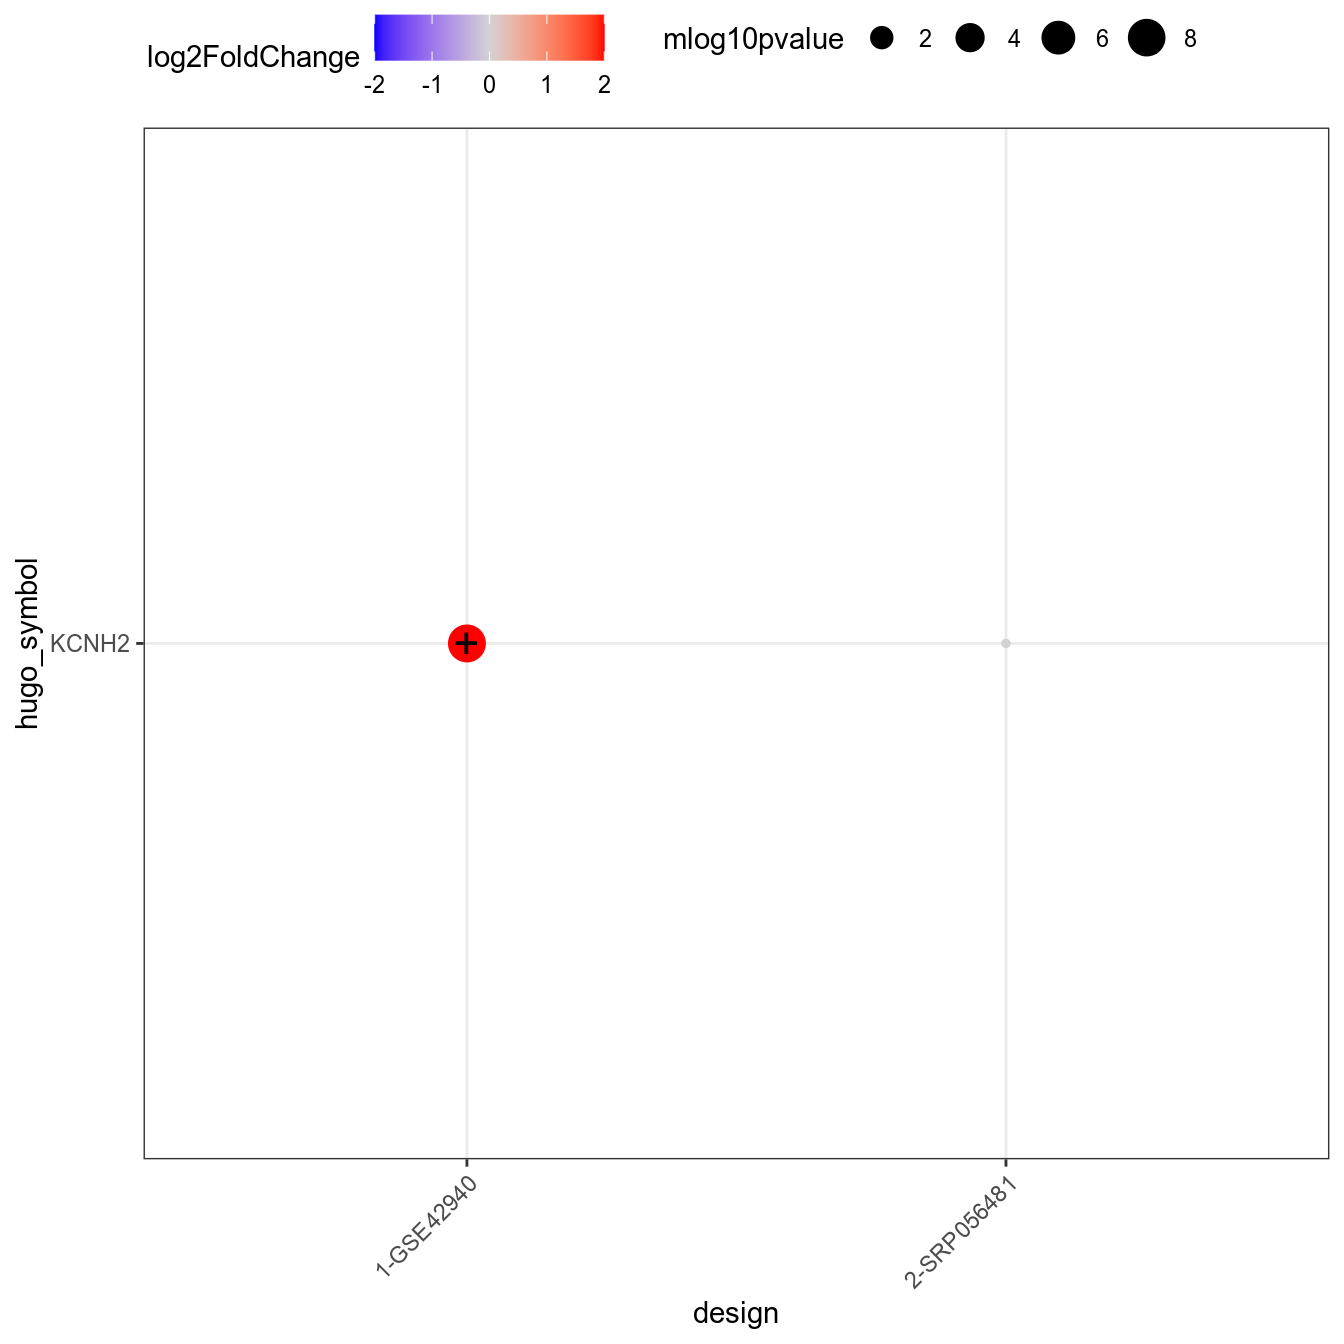 log2FoldChange
-2 -1 0 1 2
mlog10pvalue 2 4 6 8
hugo_symbol
KCNH2
+
1-GSE42940
2-SRP056481
design